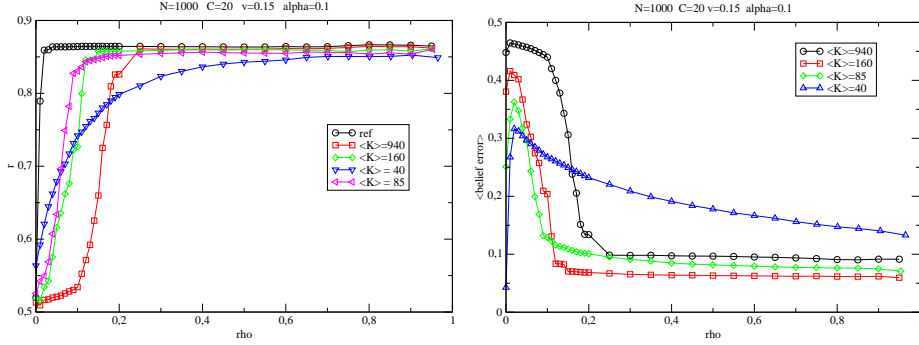 N=1000 C=20 v=0.15 alpha=0.1
0,9
0,8
0,7
0,6
0,5
r
0
0,2
0,4
0,6
0,8
1
rho
ref
<K>=940
<K>=160
<K> = 40
<K> = 85
N=1000 C=20 v=0.15 alpha=0.1
0,5
0,4
0,3
0,2
0,1
0
<belief error>
0
0,2
0,4
0,6
0,8
rho
<K>=940
<K>=160
<K>=85
<K>=40